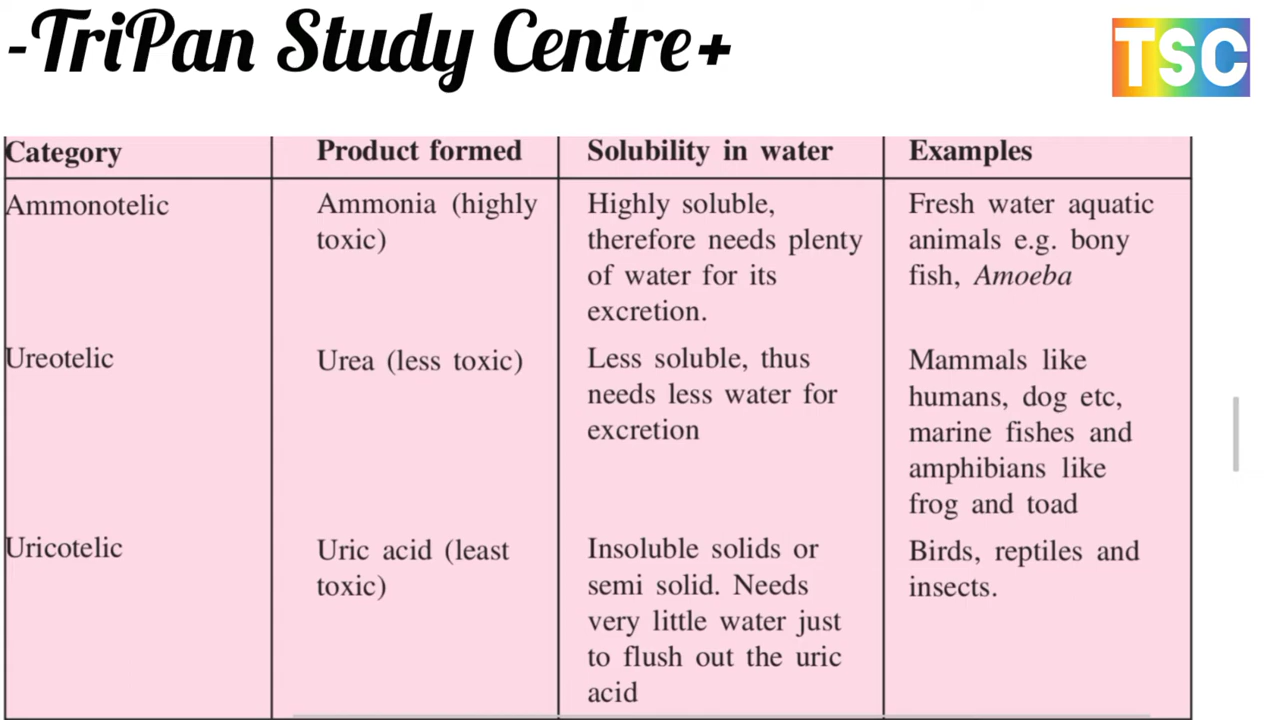 -TriPan Study Centre+
TSC
Category Product formed Solubility in water Examples
Ammonotelic
Ammonia (highly
toxic)
Highly soluble,
therefore needs plenty
of water for its
excretion.
Fresh water aquatic
animals e.g. bony
fish, Amoeba
Ureotelic
Urea (less toxic)
Less soluble, thus
needs less water for
excretion
Mammals like
humans, dog etc,
marine fishes and
amphibians like
frog and toad
Uricotelic
Uric acid (least
toxic)
Insoluble solids or
semi solid. Needs
very little water just
to flush out the uric
acid
Birds, reptiles and
insects.